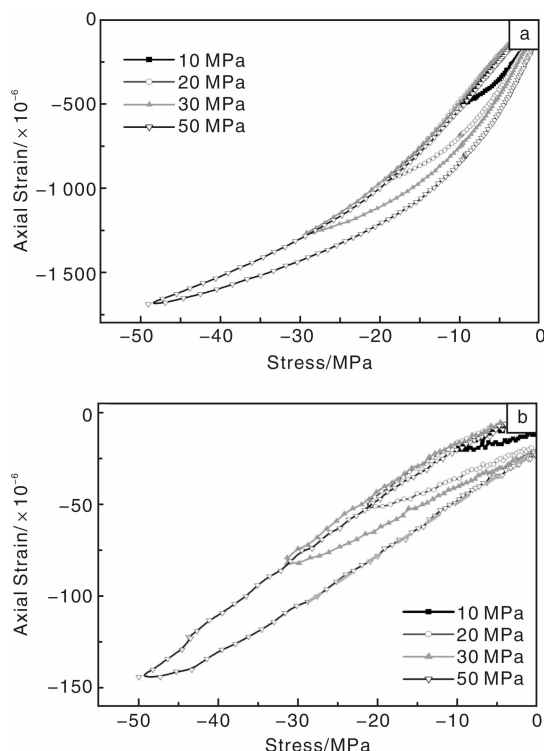 0
a
10 MPa
20 MPa
30 MPa
50 MPa
−500
−1 000
−1 500
Axial Strain/×10⁻⁶
−50 −40 −30 −20 −10 0
Stress/MPa
0
b
−50
−100
−150
Axial Strain/×10⁻⁶
10 MPa
20 MPa
30 MPa
50 MPa
−50 −40 −30 −20 −10 0
Stress/MPa